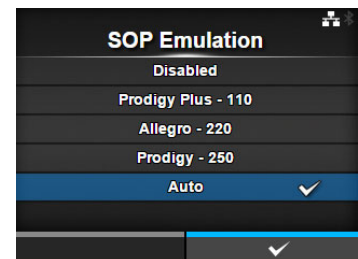 SOP Emulation
Disabled
Prodigy Plus - 110
Allegro - 220
Prodigy - 250
Auto